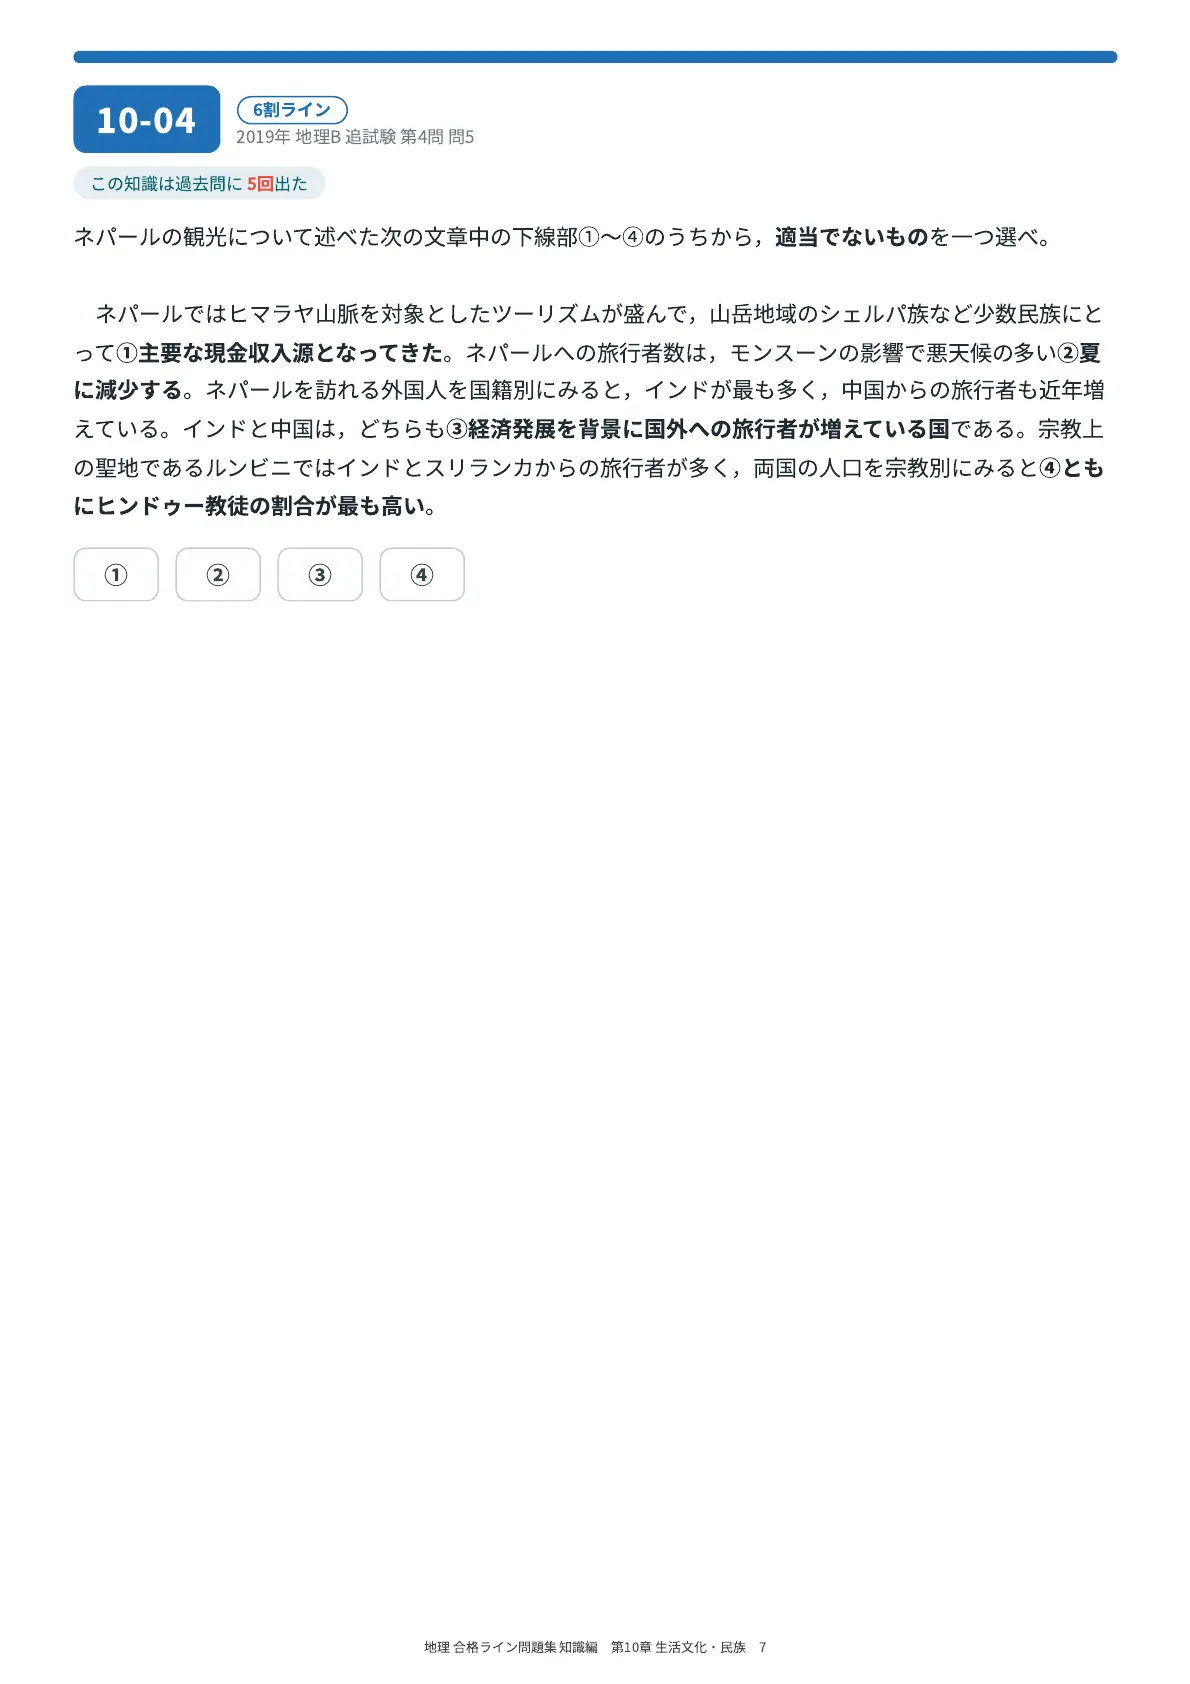 10-04
6割ライン
2019年 地理B 追試験 第4問 問5
この知識は過去問に 5回出た
ネパールの観光について述べた次の文章中の下線部①〜④のうちから，適当でないものを一つ選べ。
ネパールではヒマラヤ山脈を対象としたツーリズムが盛んで，山岳地域のシェルパ族など少数民族にと
って①主要な現金収入源となってきた。ネパールへの旅行者数は，モンスーンの影響で悪天候の多い②夏
に減少する。ネパールを訪れる外国人を国籍別にみると，インドが最も多く，中国からの旅行者も近年増
えている。インドと中国は，どちらも③経済発展を背景に国外への旅行者が増えている国である。宗教上
の聖地であるルンビニではインドとスリランカからの旅行者が多く，両国の人口を宗教別にみると④とも
にヒンドゥー教徒の割合が最も高い。
① ② ③ ④
地理 合格ライン問題集 知識編　第10章 生活文化・民族　7